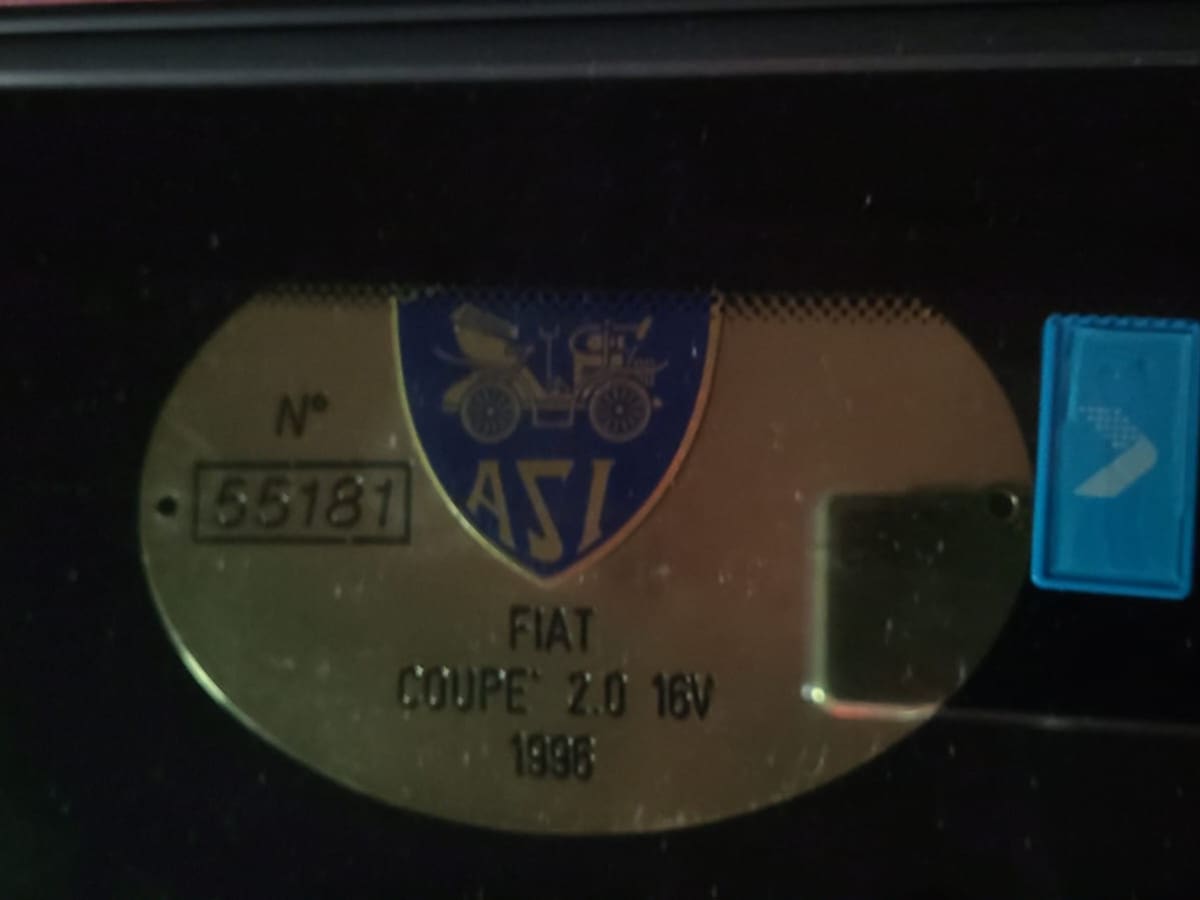 N°
55181
ASI
FIAT
COUPE' 2.0 16V
1996